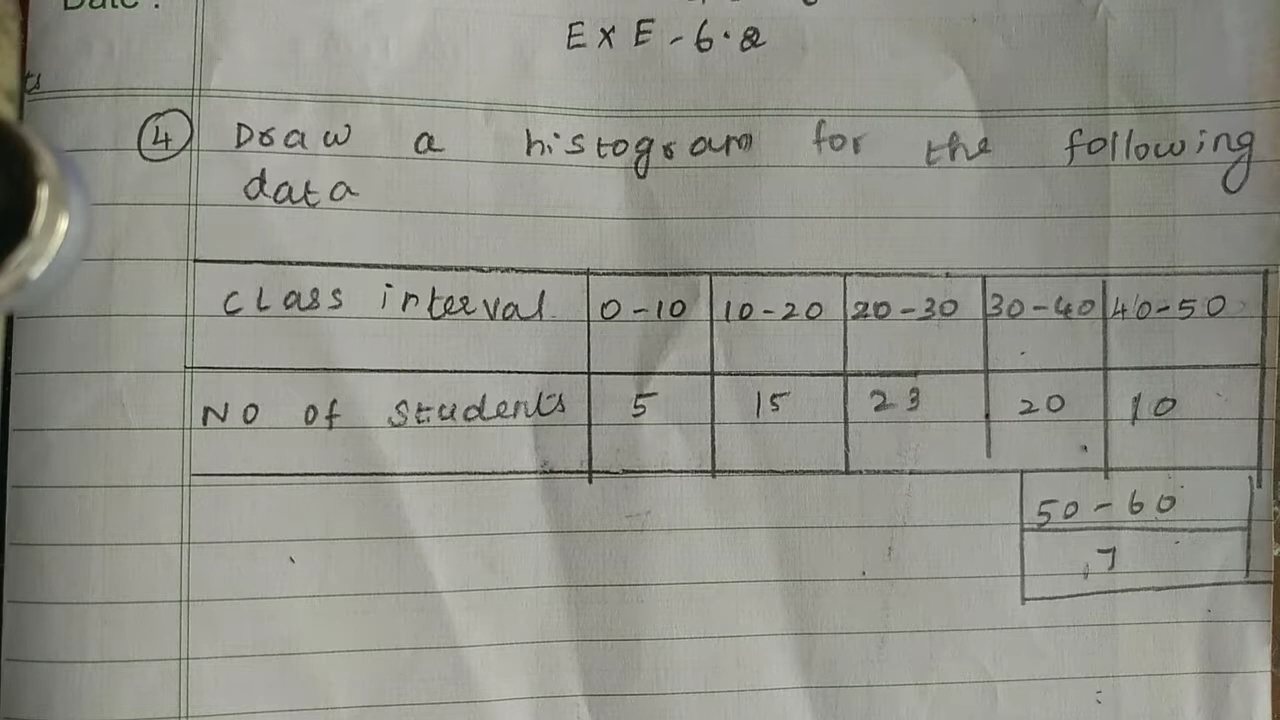 Date :
EXE-6.2
4 Draw a histogram for the following
data
Class interval 0-10 10-20 20-30 30-40 40-50
No of students 5 15 23 20 10
50-60
7